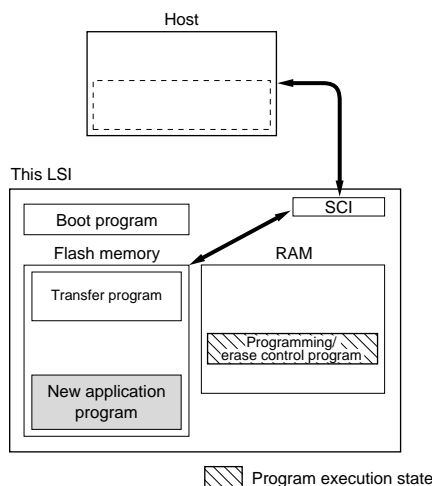 Host
This LSI
SCI
Boot program
Flash memory
RAM
Transfer program
Programming/
erase control program
New application
program
Program execution state